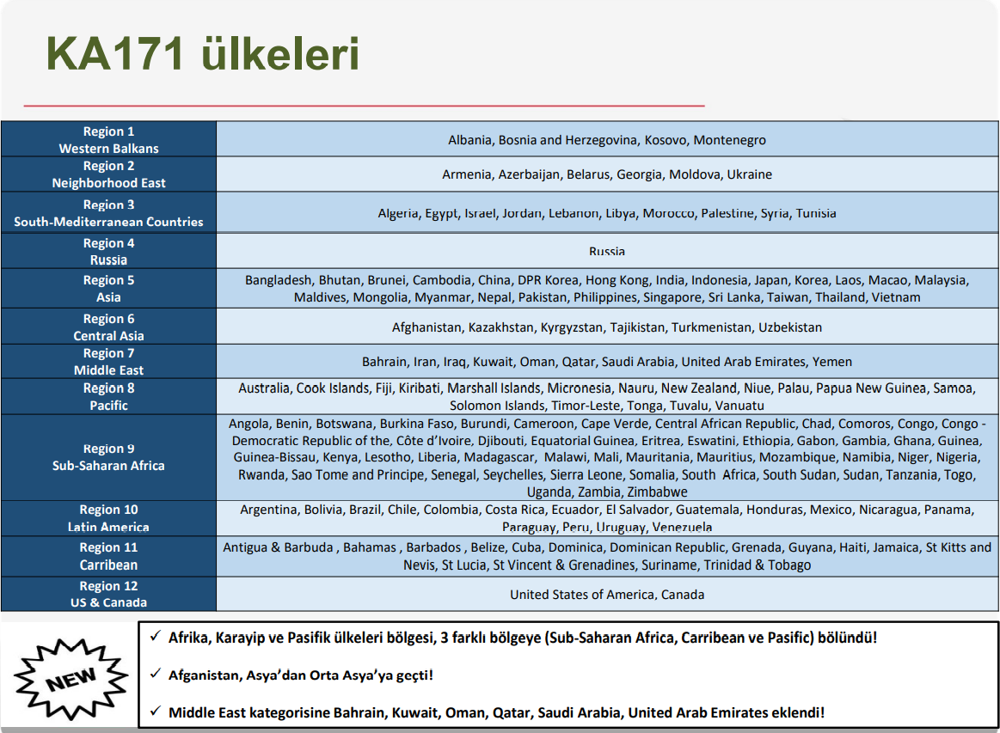 KA171 ülkeleri
Region 1
Western Balkans
Albania, Bosnia and Herzegovina, Kosovo, Montenegro
Region 2
Neighborhood East
Armenia, Azerbaijan, Belarus, Georgia, Moldova, Ukraine
Region 3
South-Mediterranean Countries
Algeria, Egypt, Israel, Jordan, Lebanon, Libya, Morocco, Palestine, Syria, Tunisia
Region 4
Russia
Russia
Region 5
Asia
Bangladesh, Bhutan, Brunei, Cambodia, China, DPR Korea, Hong Kong, India, Indonesia, Japan, Korea, Laos, Macao, Malaysia,
Maldives, Mongolia, Myanmar, Nepal, Pakistan, Philippines, Singapore, Sri Lanka, Taiwan, Thailand, Vietnam
Region 6
Central Asia
Afghanistan, Kazakhstan, Kyrgyzstan, Tajikistan, Turkmenistan, Uzbekistan
Region 7
Middle East
Bahrain, Iran, Iraq, Kuwait, Oman, Qatar, Saudi Arabia, United Arab Emirates, Yemen
Region 8
Pacific
Australia, Cook Islands, Fiji, Kiribati, Marshall Islands, Micronesia, Nauru, New Zealand, Niue, Palau, Papua New Guinea, Samoa,
Solomon Islands, Timor-Leste, Tonga, Tuvalu, Vanuatu
Region 9
Sub-Saharan Africa
Angola, Benin, Botswana, Burkina Faso, Burundi, Cameroon, Cape Verde, Central African Republic, Chad, Comoros, Congo, Congo -
Democratic Republic of the, Côte d’Ivoire, Djibouti, Equatorial Guinea, Eritrea, Eswatini, Ethiopia, Gabon, Gambia, Ghana, Guinea,
Guinea-Bissau, Kenya, Lesotho, Liberia, Madagascar, Malawi, Mali, Mauritania, Mauritius, Mozambique, Namibia, Niger, Nigeria,
Rwanda, Sao Tome and Principe, Senegal, Seychelles, Sierra Leone, Somalia, South Africa, South Sudan, Sudan, Tanzania, Togo,
Uganda, Zambia, Zimbabwe
Region 10
Latin America
Argentina, Bolivia, Brazil, Chile, Colombia, Costa Rica, Ecuador, El Salvador, Guatemala, Honduras, Mexico, Nicaragua, Panama,
Paraguay, Peru, Uruguay, Venezuela
Region 11
Carribean
Antigua & Barbuda , Bahamas , Barbados , Belize, Cuba, Dominica, Dominican Republic, Grenada, Guyana, Haiti, Jamaica, St Kitts and
Nevis, St Lucia, St Vincent & Grenadines, Suriname, Trinidad & Tobago
Region 12
US & Canada
United States of America, Canada
NEW
✓ Afrika, Karayip ve Pasifik ülkeleri bölgesi, 3 farklı bölgeye (Sub-Saharan Africa, Carribean ve Pasific) bölündü!
✓ Afganistan, Asya’dan Orta Asya’ya geçti!
✓ Middle East kategorisine Bahrain, Kuwait, Oman, Qatar, Saudi Arabia, United Arab Emirates eklendi!